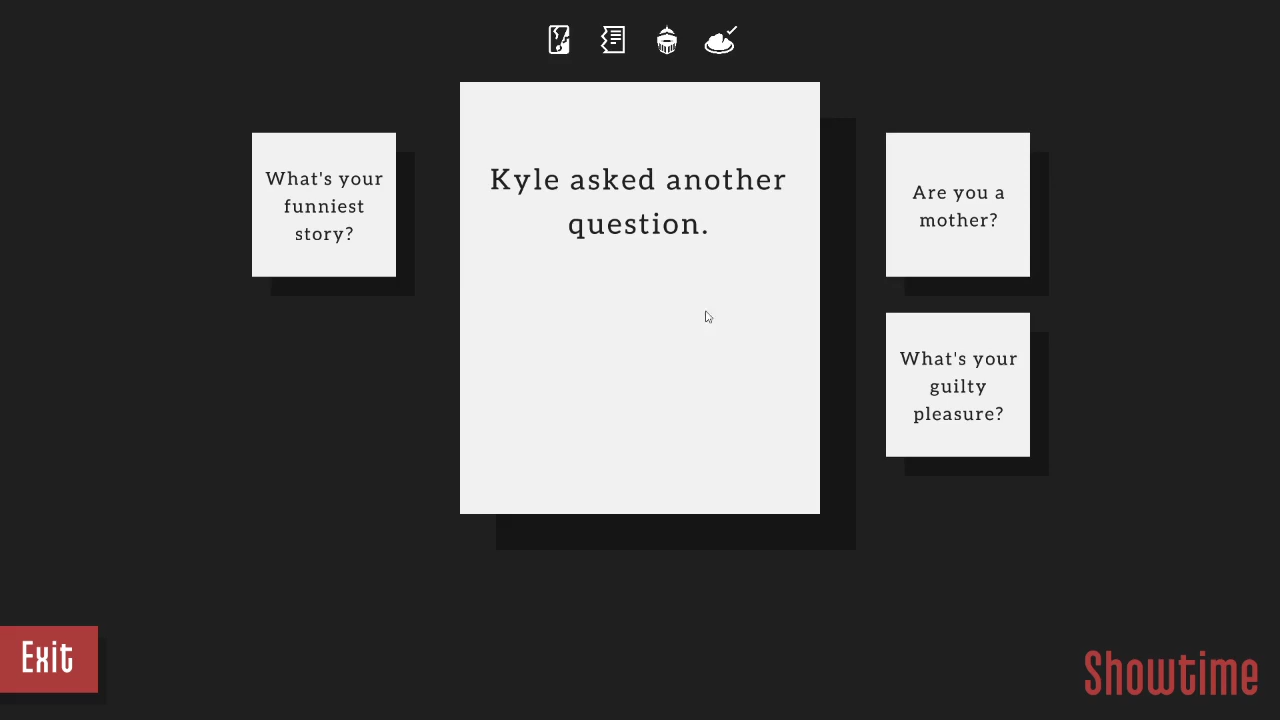 What's your
funniest
story?
Kyle asked another
question.
Are you a
mother?
What's your
guilty
pleasure?
Exit
Showtime